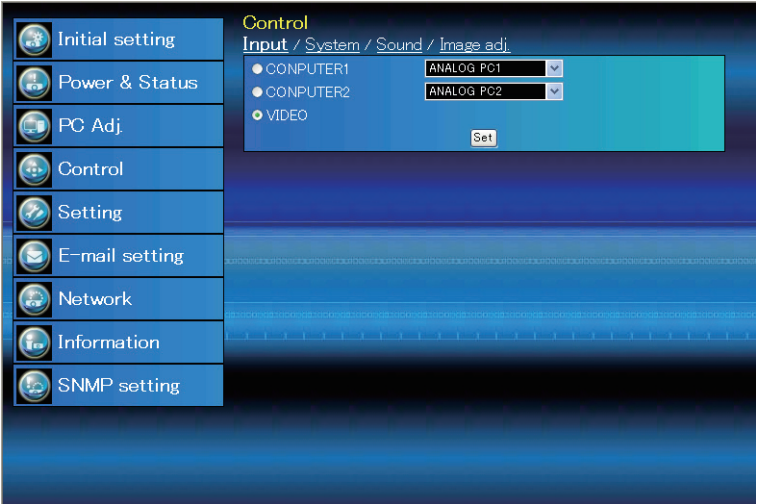 Initial setting
Power & Status
PC Adj.
Control
Setting
E-mail setting
Network
Information
SNMP setting
Control
Input / System / Sound / Image adj.
CONPUTER1 ANALOG PC1
CONPUTER2 ANALOG PC2
VIDEO
Set